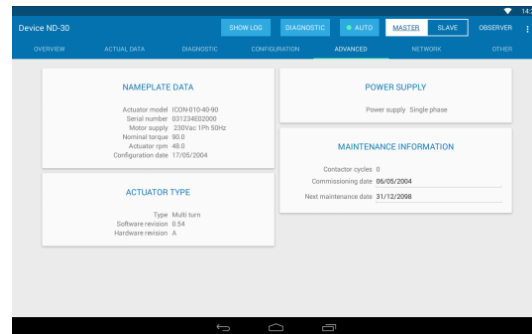 Device ND-30
SHOW LOG
DIAGNOSTIC
AUTO
MASTER
SLAVE
OBSERVER
OVERVIEW
ACTUAL DATA
DIAGNOSTIC
CONFIGURATION
ADVANCED
NETWORK
OTHER
NAMEPLATE DATA
Actuator model ICON-010-40-90
Serial number 031234E02000
Motor supply 230Vac 1Ph 50Hz
Nominal torque 90.0
Actuator rpm 48.0
Configuration date 17/05/2004
ACTUATOR TYPE
Type Multi turn
Software revision 0.54
Hardware revision A
POWER SUPPLY
Power supply Single phase
MAINTENANCE INFORMATION
Contactor cycles 0
Commissioning date 05/05/2004
Next maintenance date 31/12/2098